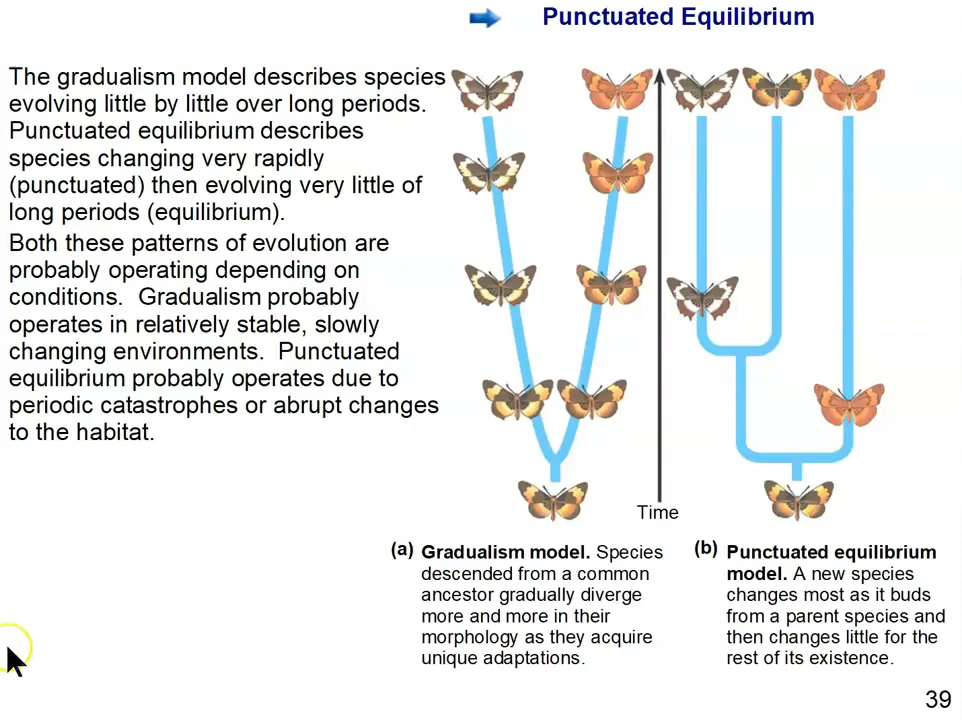 Punctuated Equilibrium
The gradualism model describes species
evolving little by little over long periods.
Punctuated equilibrium describes
species changing very rapidly
(punctuated) then evolving very little of
long periods (equilibrium).
Both these patterns of evolution are
probably operating depending on
conditions.  Gradualism probably
operates in relatively stable, slowly
changing environments.  Punctuated
equilibrium probably operates due to
periodic catastrophes or abrupt changes
to the habitat.
Time
(a) Gradualism model. Species
descended from a common
ancestor gradually diverge
more and more in their
morphology as they acquire
unique adaptations.
(b) Punctuated equilibrium
model. A new species
changes most as it buds
from a parent species and
then changes little for the
rest of its existence.
39